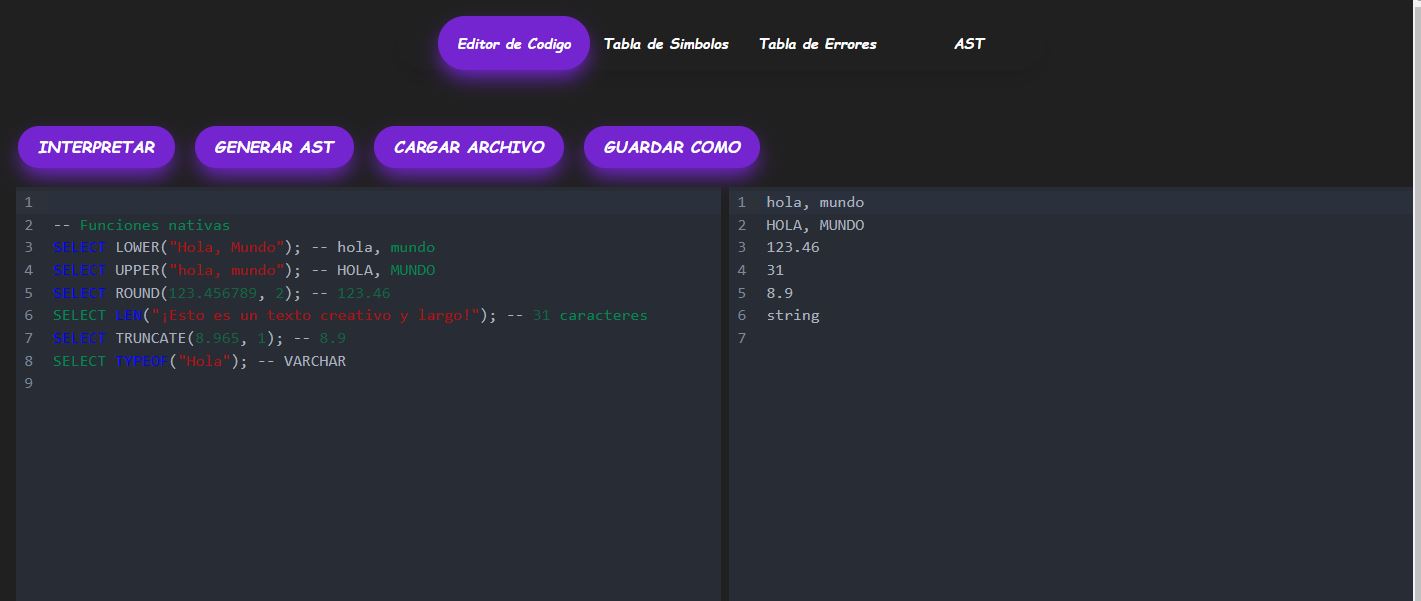 Editor de Codigo Tabla de Simbolos Tabla de Errores AST
INTERPRETAR GENERAR AST CARGAR ARCHIVO GUARDAR COMO
1
2 -- Funciones nativas
3 SELECT LOWER("Hola, Mundo"); -- hola, mundo
4 SELECT UPPER("hola, mundo"); -- HOLA, MUNDO
5 SELECT ROUND(123.456789, 2); -- 123.46
6 SELECT LEN("¡Esto es un texto creativo y largo!"); -- 31 caracteres
7 SELECT TRUNCATE(8.965, 1); -- 8.9
8 SELECT TYPEOF("Hola"); -- VARCHAR
9
1 hola, mundo
2 HOLA, MUNDO
3 123.46
4 31
5 8.9
6 string
7